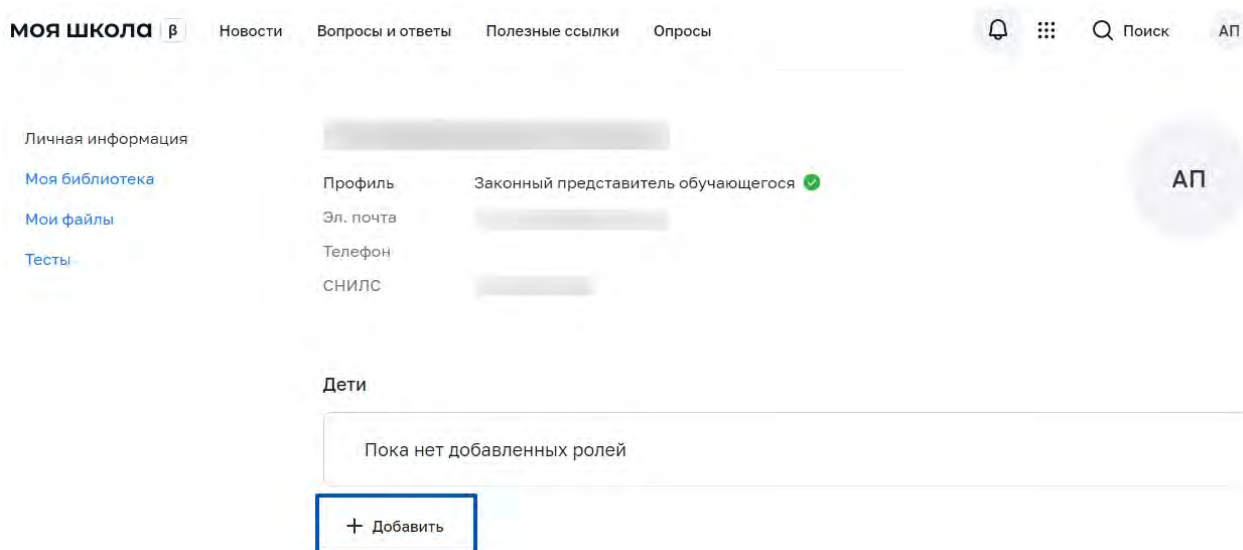 моя школа β Новости Вопросы и ответы Полезные ссылки Опросы Поиск АП
Личная информация
Моя библиотека
Мои файлы
Тесты
АП
Профиль Законный представитель обучающегося
Эл. почта
Телефон
СНИЛС
Дети
Пока нет добавленных ролей
+ Добавить